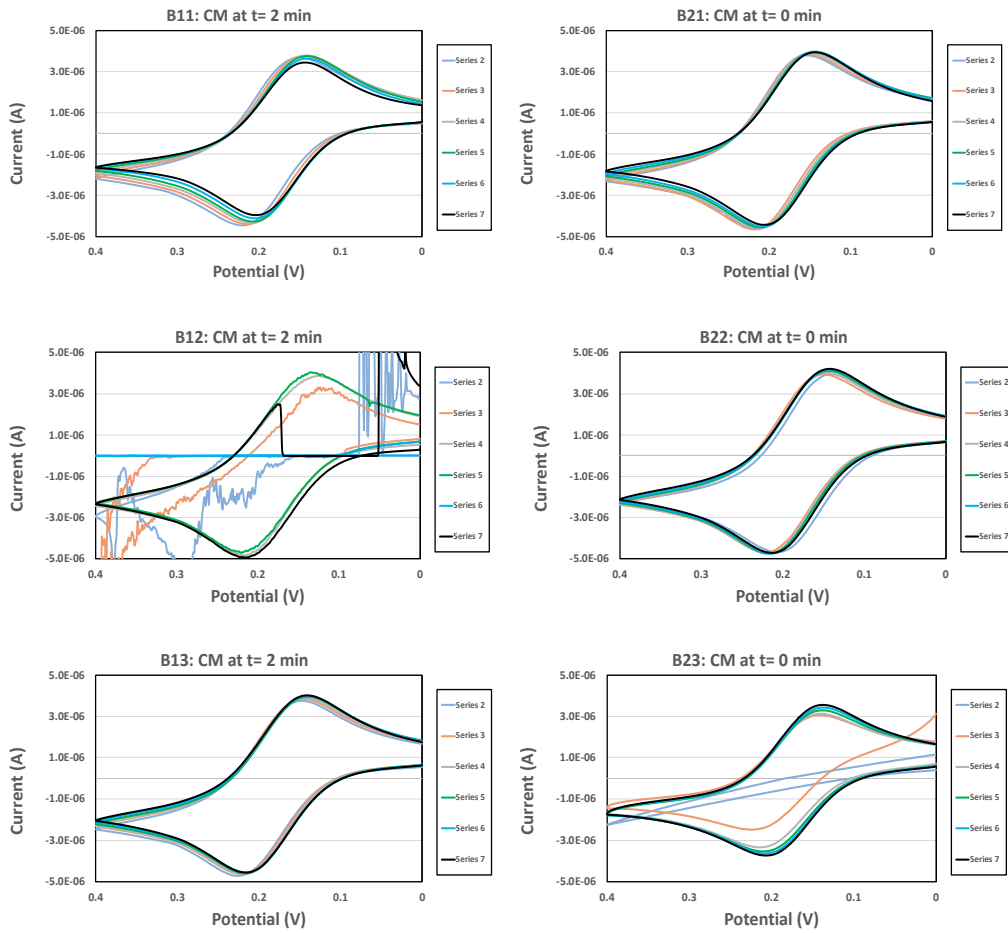 B11: CM at t= 2 min
5.0E-06
3.0E-06
1.0E-06
-1.0E-06
-3.0E-06
-5.0E-06
Current (A)
0.4
0.3
0.2
0.1
0
Potential (V)
Series 2
Series 3
Series 4
Series 5
Series 6
Series 7
B21: CM at t= 0 min
5.0E-06
3.0E-06
1.0E-06
-1.0E-06
-3.0E-06
-5.0E-06
Current (A)
0.4
0.3
0.2
0.1
0
Potential (V)
Series 2
Series 3
Series 4
Series 5
Series 6
Series 7
B12: CM at t= 2 min
5.0E-06
3.0E-06
1.0E-06
-1.0E-06
-3.0E-06
-5.0E-06
Current (A)
0.4
0.3
0.2
0.1
0
Potential (V)
Series 2
Series 3
Series 4
Series 5
Series 6
Series 7
B22: CM at t= 0 min
5.0E-06
3.0E-06
1.0E-06
-1.0E-06
-3.0E-06
-5.0E-06
Current (A)
0.4
0.3
0.2
0.1
0
Potential (V)
Series 2
Series 3
Series 4
Series 5
Series 6
Series 7
B13: CM at t= 2 min
5.0E-06
3.0E-06
1.0E-06
-1.0E-06
-3.0E-06
-5.0E-06
Current (A)
0.4
0.3
0.2
0.1
0
Potential (V)
Series 2
Series 3
Series 4
Series 5
Series 6
Series 7
B23: CM at t= 0 min
5.0E-06
3.0E-06
1.0E-06
-1.0E-06
-3.0E-06
-5.0E-06
Current (A)
0.4
0.3
0.2
0.1
0
Potential (V)
Series 2
Series 3
Series 4
Series 5
Series 6
Series 7